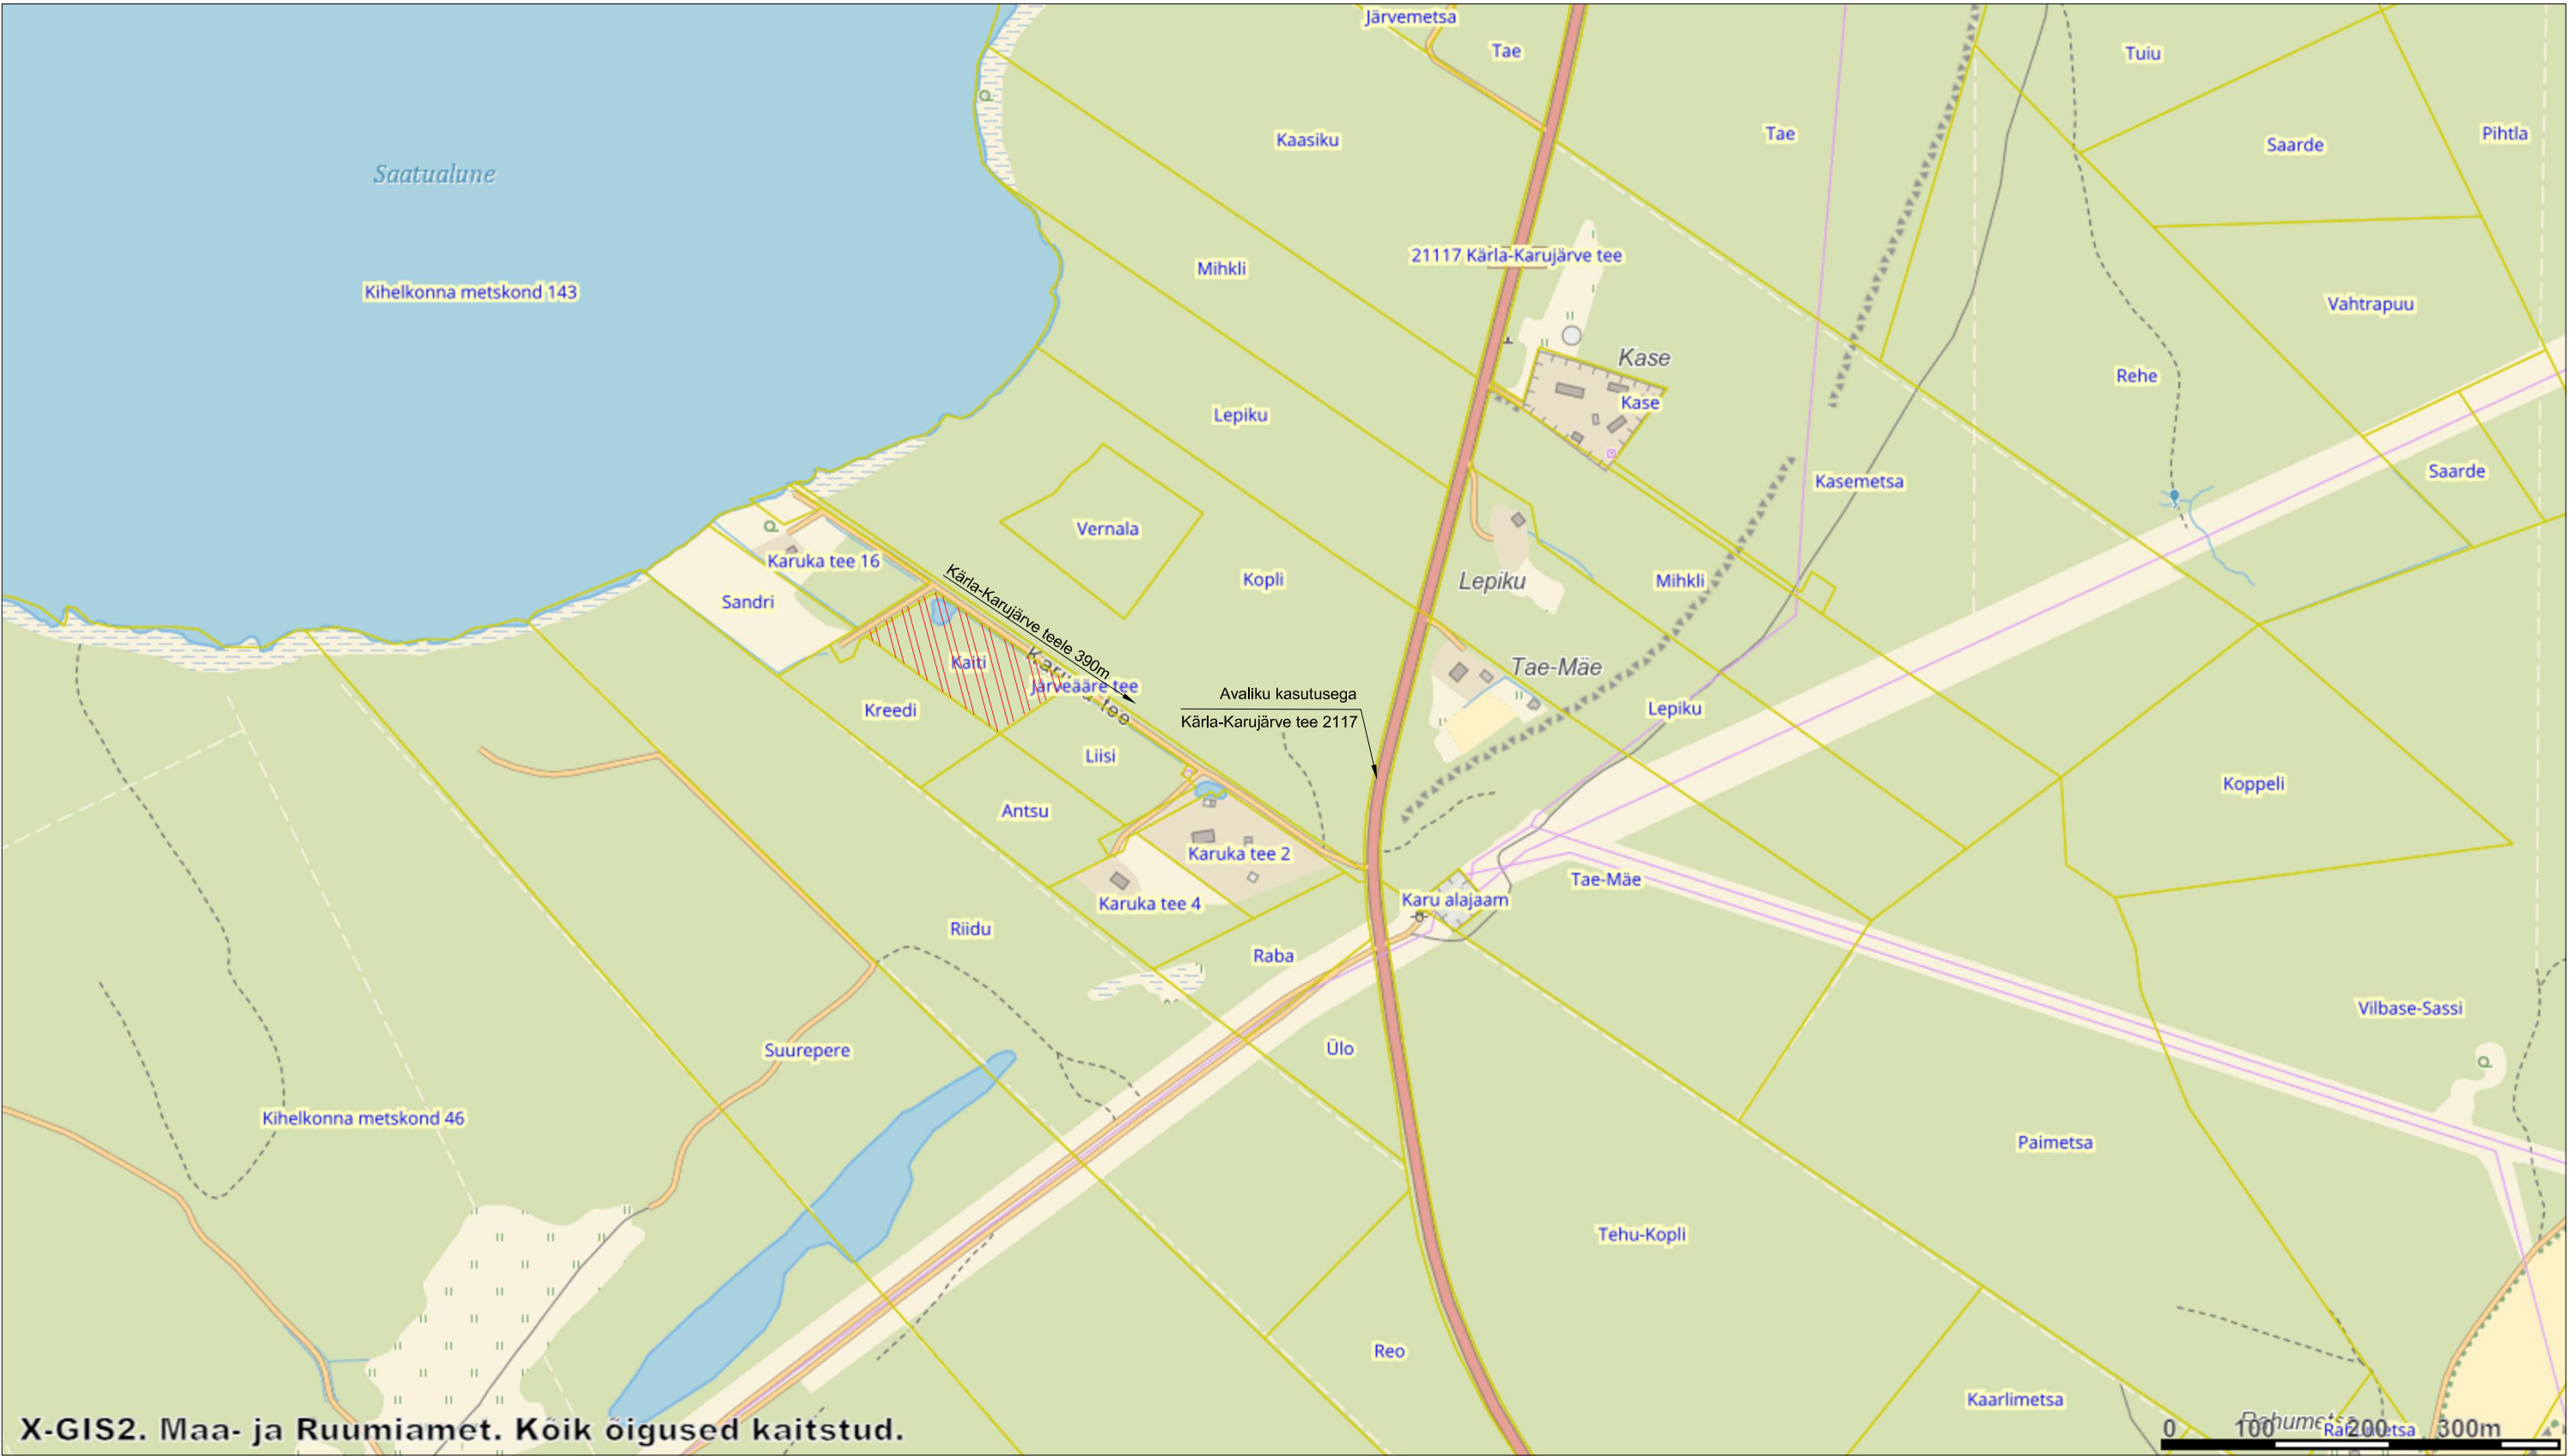 Järvemetsa
Tae
Tuiu
Kaasiku
Tae
Saarde
Pihtla
Saatualune
21117 Kärla-Karujärve tee
Mihkli
Kihelkonna metskond 143
Vahtrapuu
Kase
Rehe
Kase
Lepiku
Saarde
Kasemetsa
Vernala
Karuka tee 16
Kopli
Lepiku
Mihkli
Sandri
Kärla-Karujärve teele 390m
Kaiti
Tae-Mäe
Järveääre tee
Avaliku kasutusega
Kärla-Karujärve tee 2117
Kreedi
Lepiku
Liisi
Koppeli
Antsu
Karuka tee 2
Tae-Mäe
Karuka tee 4
Karu alajaam
Riidu
Raba
Vilbase-Sassi
Ülo
Suurepere
Kihelkonna metskond 46
Paimetsa
Tehu-Kopli
Reo
Kaarlimetsa
X-GIS2. Maa- ja Ruumiamet. Kõik õigused kaitstud.
0 100 200 300m